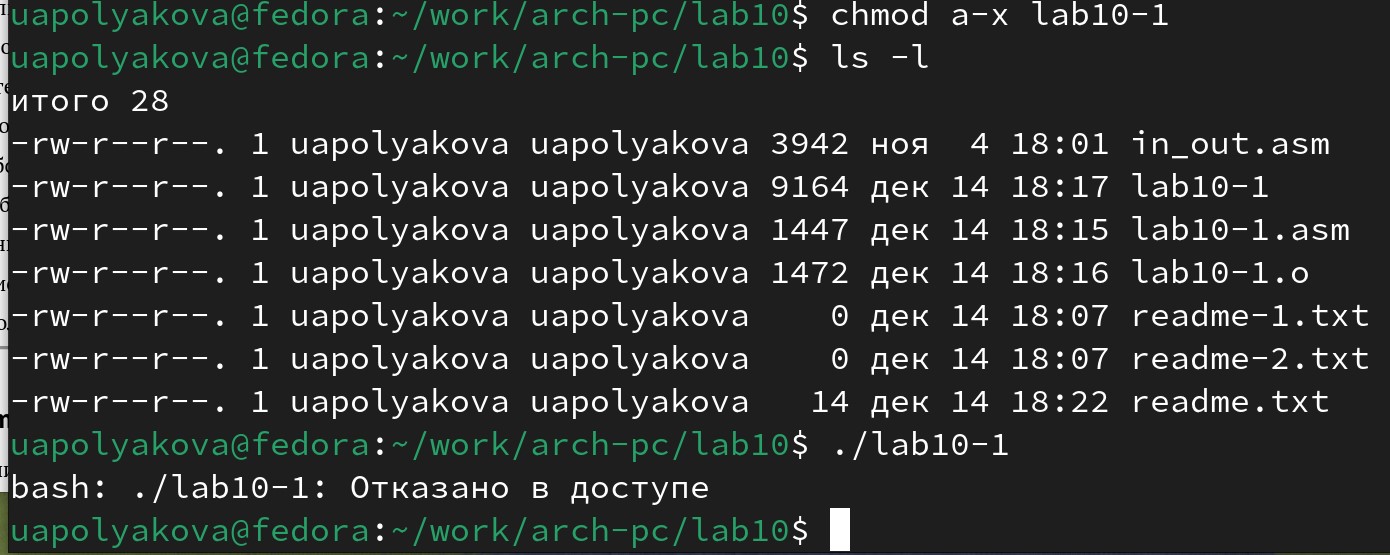 uapolyakova@fedora:~/work/arch-pc/lab10$ chmod a-x lab10-1
uapolyakova@fedora:~/work/arch-pc/lab10$ ls -l
итого 28
-rw-r--r--. 1 uapolyakova uapolyakova 3942 ноя  4 18:01 in_out.asm
-rw-r--r--. 1 uapolyakova uapolyakova 9164 дек 14 18:17 lab10-1
-rw-r--r--. 1 uapolyakova uapolyakova 1447 дек 14 18:15 lab10-1.asm
-rw-r--r--. 1 uapolyakova uapolyakova 1472 дек 14 18:16 lab10-1.o
-rw-r--r--. 1 uapolyakova uapolyakova    0 дек 14 18:07 readme-1.txt
-rw-r--r--. 1 uapolyakova uapolyakova    0 дек 14 18:07 readme-2.txt
-rw-r--r--. 1 uapolyakova uapolyakova   14 дек 14 18:22 readme.txt
uapolyakova@fedora:~/work/arch-pc/lab10$ ./lab10-1
bash: ./lab10-1: Отказано в доступе
uapolyakova@fedora:~/work/arch-pc/lab10$